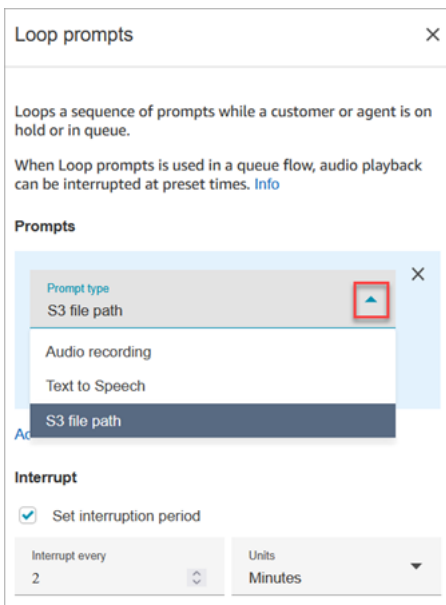 Loop prompts
Loops a sequence of prompts while a customer or agent is on
hold or in queue.
When Loop prompts is used in a queue flow, audio playback
can be interrupted at preset times. Info
Prompts
Prompt type
S3 file path
Audio recording
Text to Speech
S3 file path
Interrupt
Set interruption period
Interrupt every
2
Units
Minutes